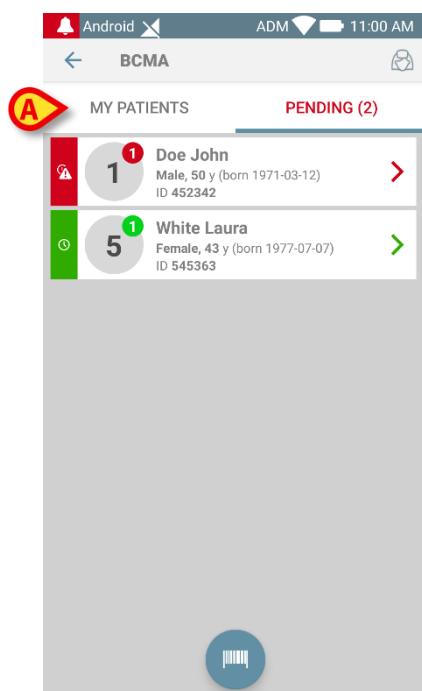 Android ADM 11:00 AM
BCMA
A MY PATIENTS PENDING (2)
1 1 Doe John
Male, 50 y (born 1971-03-12)
ID 452342
5 1 White Laura
Female, 43 y (born 1977-07-07)
ID 545363